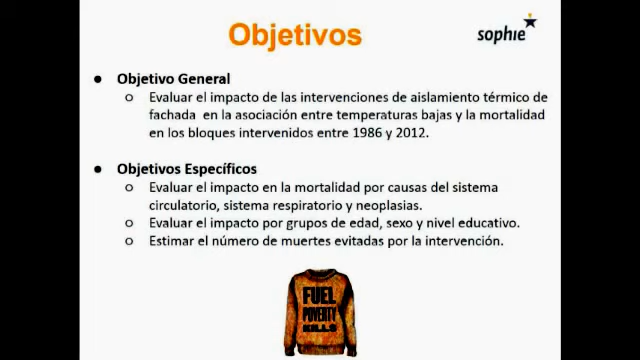 Objetivos
sophie
● Objetivo General
○ Evaluar el impacto de las intervenciones de aislamiento térmico de
fachada en la asociación entre temperaturas bajas y la mortalidad
en los bloques intervenidos entre 1986 y 2012.
● Objetivos Específicos
○ Evaluar el impacto en la mortalidad por causas del sistema
circulatorio, sistema respiratorio y neoplasias.
○ Evaluar el impacto por grupos de edad, sexo y nivel educativo.
○ Estimar el número de muertes evitadas por la intervención.
FUEL
POVERTY
KILLS